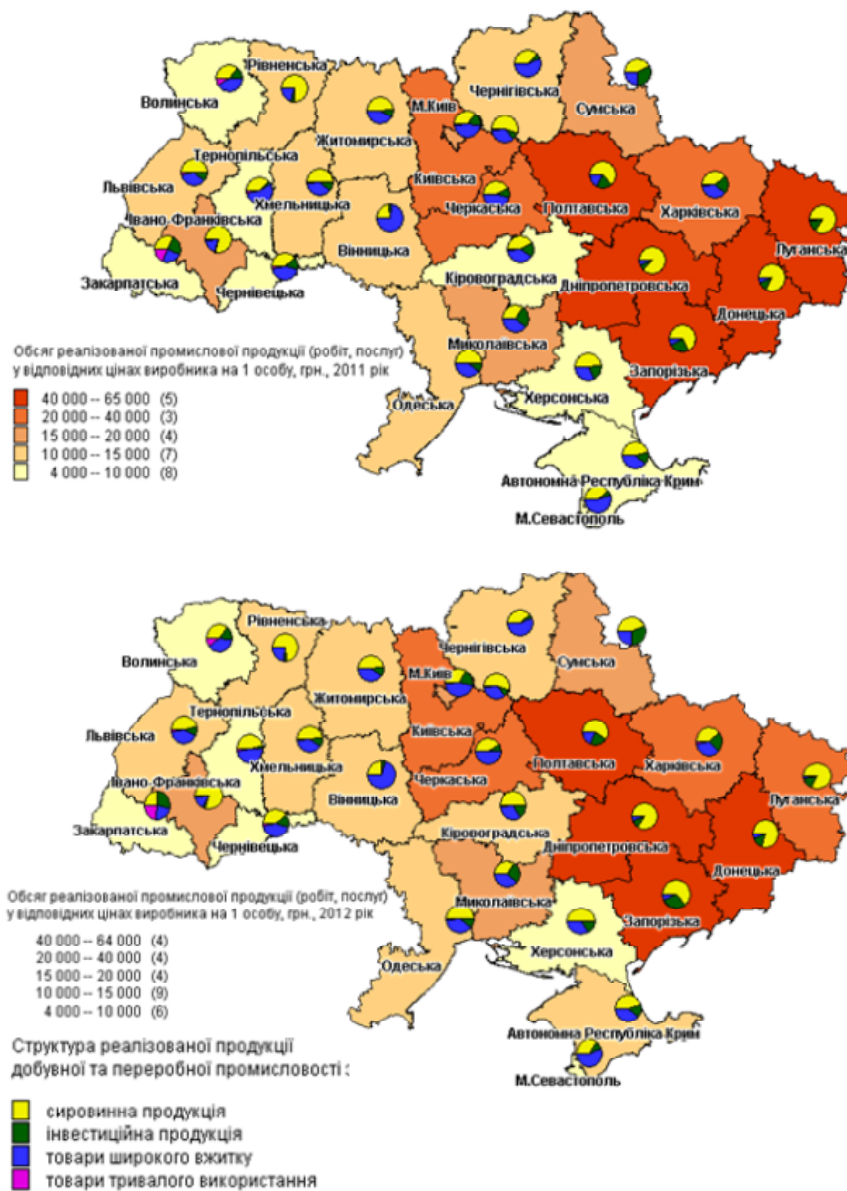 Волинська
Рівненська
Житомирська
М.Київ
Чернігівська
Сумська
Львівська
Тернопільська
Хмельницька
Київська
Черкаська
Полтавська
Харківська
Луганська
Івано-Франківська
Вінницька
Закарпатська
Чернівецька
Кіровоградська
Дніпропетровська
Донецька
Миколаївська
Запорізька
Одеська
Херсонська
Автономна Республіка Крим
М.Севастополь
Обсяг реалізованої промислової продукції (робіт, послуг)
у відповідних цінах виробника на 1 особу, грн., 2011 рік
40 000 -- 65 000 (5)
20 000 -- 40 000 (3)
15 000 -- 20 000 (4)
10 000 -- 15 000 (7)
4 000 -- 10 000 (8)
Волинська
Рівненська
Житомирська
М.Київ
Чернігівська
Сумська
Львівська
Тернопільська
Хмельницька
Київська
Черкаська
Полтавська
Харківська
Луганська
Івано-Франківська
Вінницька
Закарпатська
Чернівецька
Кіровоградська
Дніпропетровська
Донецька
Миколаївська
Запорізька
Одеська
Херсонська
Автономна Республіка Крим
М.Севастополь
Обсяг реалізованої промислової продукції (робіт, послуг)
у відповідних цінах виробника на 1 особу, грн., 2012 рік
40 000 -- 64 000 (4)
20 000 -- 40 000 (4)
15 000 -- 20 000 (4)
10 000 -- 15 000 (9)
4 000 -- 10 000 (6)
Структура реалізованої продукції
добувної та переробної промисловості :
сировинна продукція
інвестиційна продукція
товари широкого вжитку
товари тривалого використання